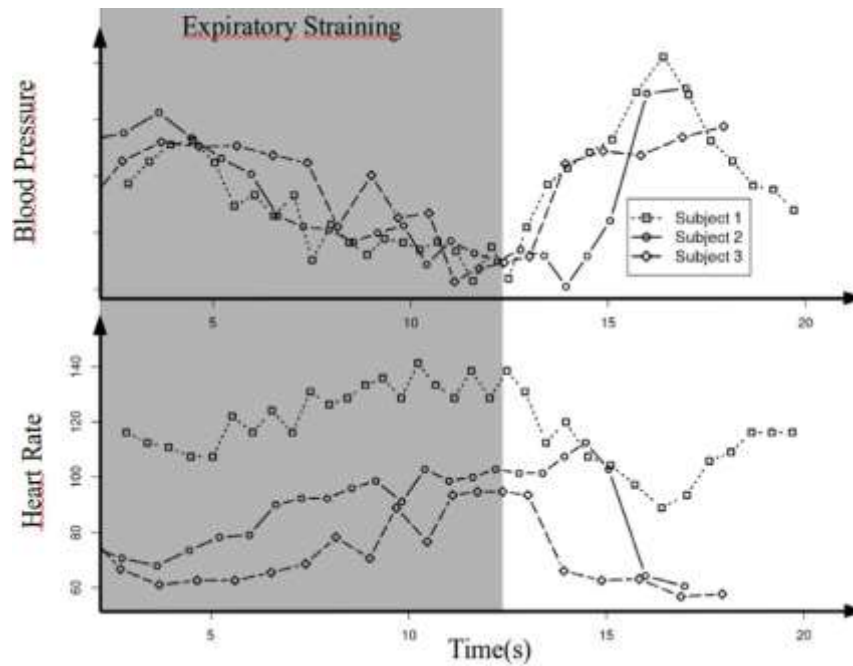 Expiratory Straining
Blood Pressure
Subject 1
Subject 2
Subject 3
5
10
15
20
Heart Rate
140
120
100
80
60
5
10
15
20
Time(s)